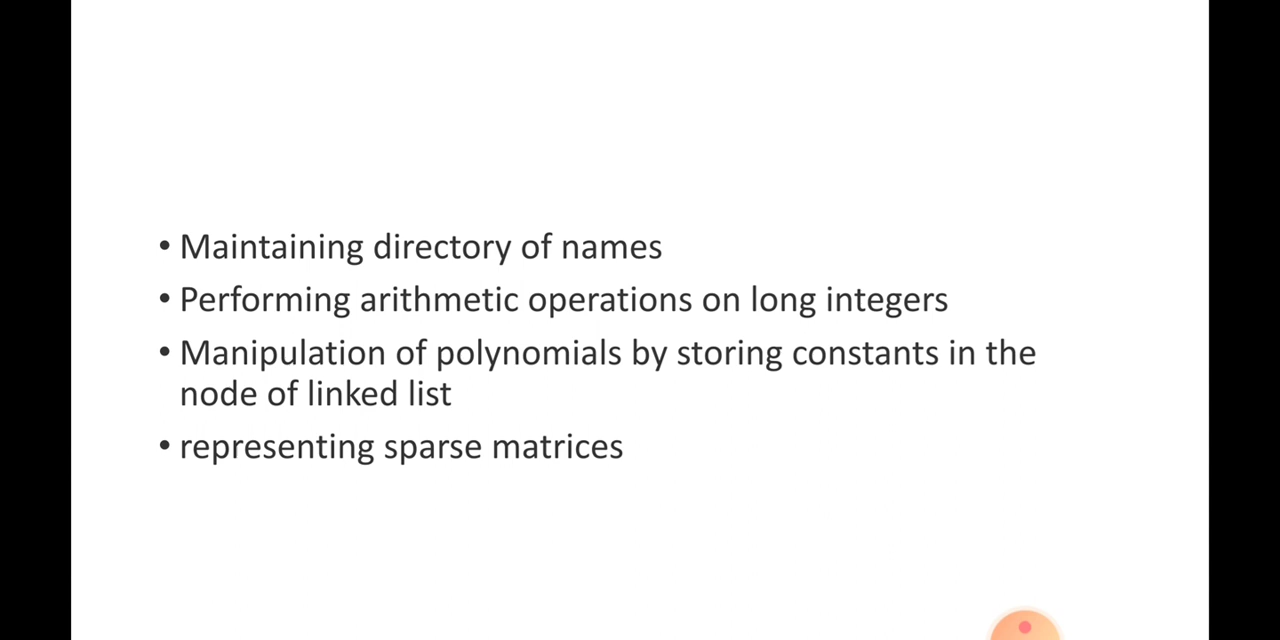 • Maintaining directory of names
• Performing arithmetic operations on long integers
• Manipulation of polynomials by storing constants in the
node of linked list
• representing sparse matrices